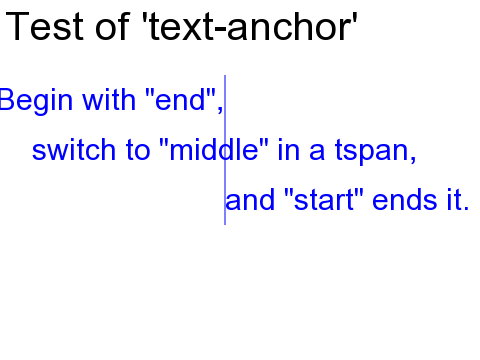 Test of 'text-anchor'
Begin with "end",
switch to "middle" in a tspan,
and "start" ends it.